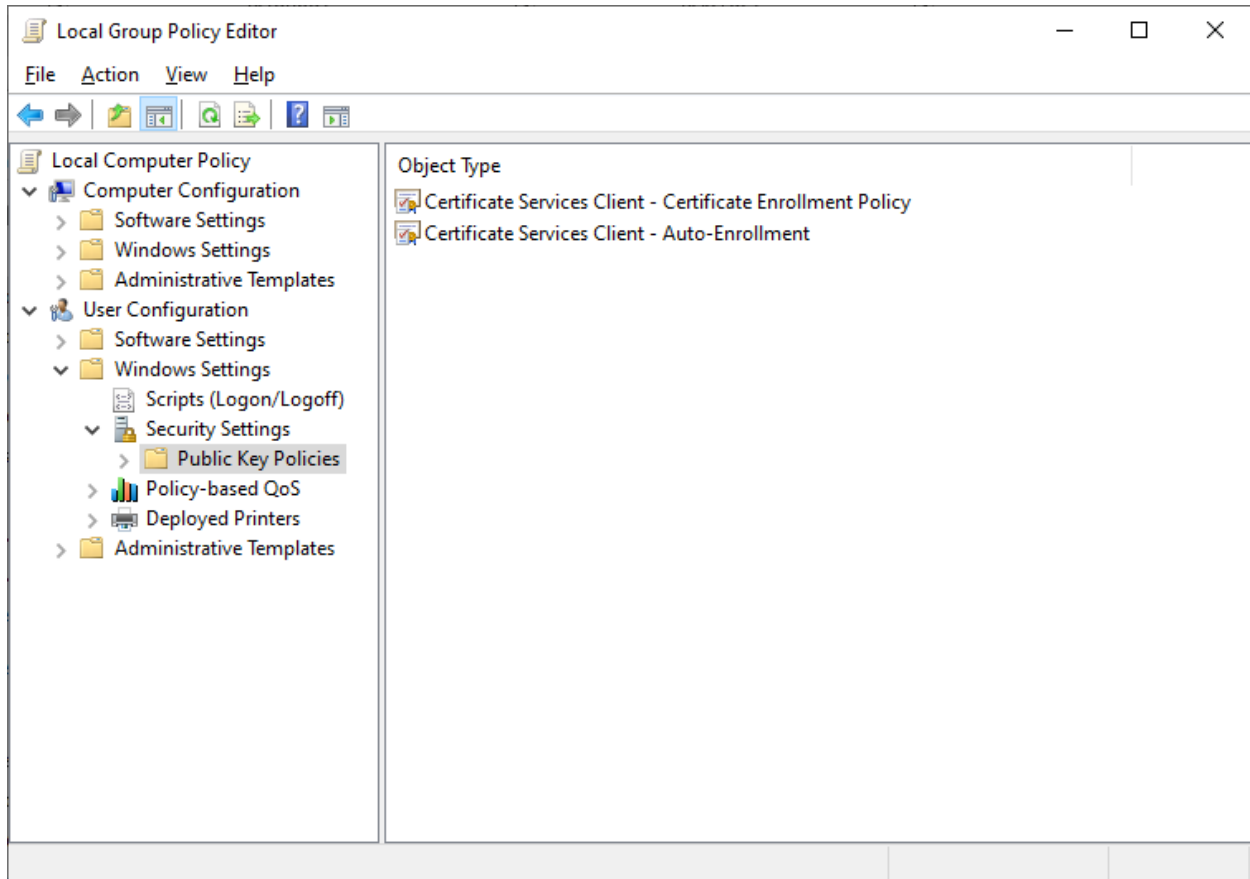 Local Group Policy Editor
File Action View Help
Local Computer Policy
Computer Configuration
Software Settings
Windows Settings
Administrative Templates
User Configuration
Software Settings
Windows Settings
Scripts (Logon/Logoff)
Security Settings
Public Key Policies
Policy-based QoS
Deployed Printers
Administrative Templates
Object Type
Certificate Services Client - Certificate Enrollment Policy
Certificate Services Client - Auto-Enrollment